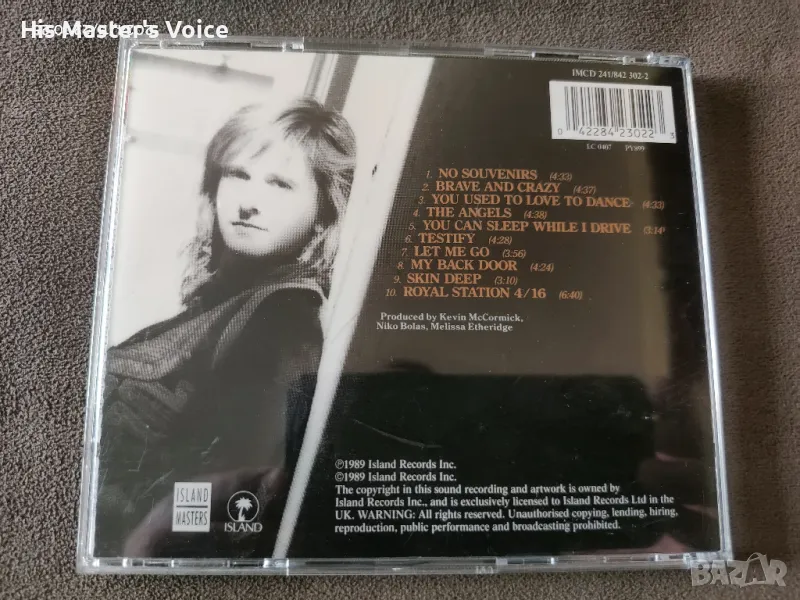 His Master's Voice
IMCD 241/842 302-2
0 42284 23022 3
LC 0407 PY 899
1. NO SOUVENIRS (4:33)
2. BRAVE AND CRAZY (4:37)
3. YOU USED TO LOVE TO DANCE (4:33)
4. THE ANGELS (4:38)
5. YOU CAN SLEEP WHILE I DRIVE (3:14)
6. TESTIFY (4:28)
7. LET ME GO (3:56)
8. MY BACK DOOR (4:24)
9. SKIN DEEP (3:10)
10. ROYAL STATION 4/16 (6:40)
Produced by Kevin McCormick,
Niko Bolas, Melissa Etheridge
℗1989 Island Records Inc.
©1989 Island Records Inc.
The copyright in this sound recording and artwork is owned by
Island Records Inc., and is exclusively licensed to Island Records Ltd in the
UK. WARNING: All rights reserved. Unauthorised copying, lending, hiring,
reproduction, public performance and broadcasting prohibited.
ISLAND
MASTERS
ISLAND
BAZAR